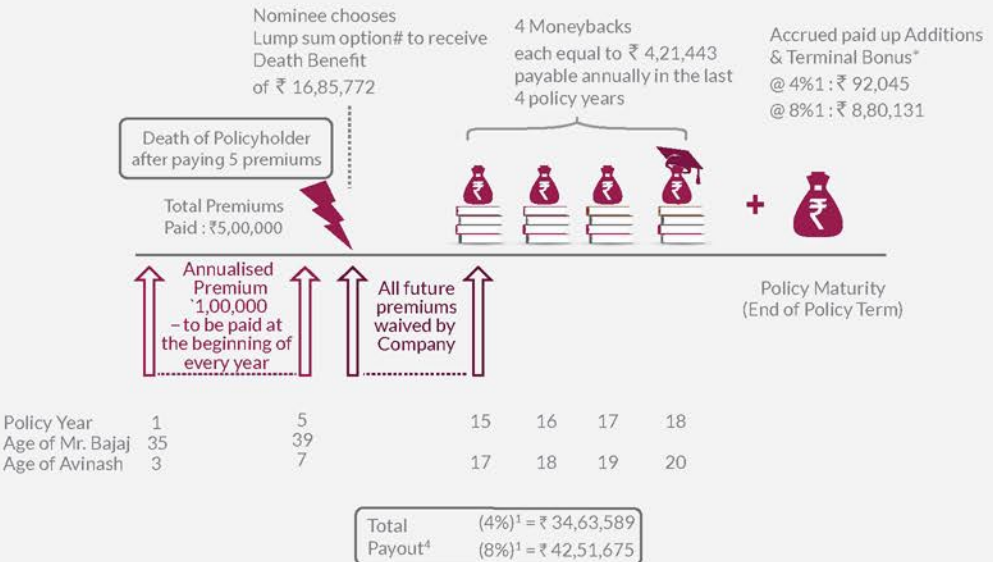 Nominee chooses
Lump sum option# to receive
Death Benefit
of ₹ 16,85,772
4 Moneybacks
each equal to ₹ 4,21,443
payable annually in the last
4 policy years
Accrued paid up Additions
& Terminal Bonus*
@ 4%1 : ₹ 92,045
@ 8%1 : ₹ 8,80,131
Death of Policyholder
after paying 5 premiums
Total Premiums
Paid : ₹5,00,000
₹
₹
₹
₹
+
₹
Annualised
Premium
`1,00,000
– to be paid at
the beginning of
every year
All future
premiums
waived by
Company
Policy Maturity
(End of Policy Term)
Policy Year 1 5 15 16 17 18
Age of Mr. Bajaj 35 39
Age of Avinash 3 7 17 18 19 20
Total (4%)¹ = ₹ 34,63,589
Payout⁴ (8%)¹ = ₹ 42,51,675